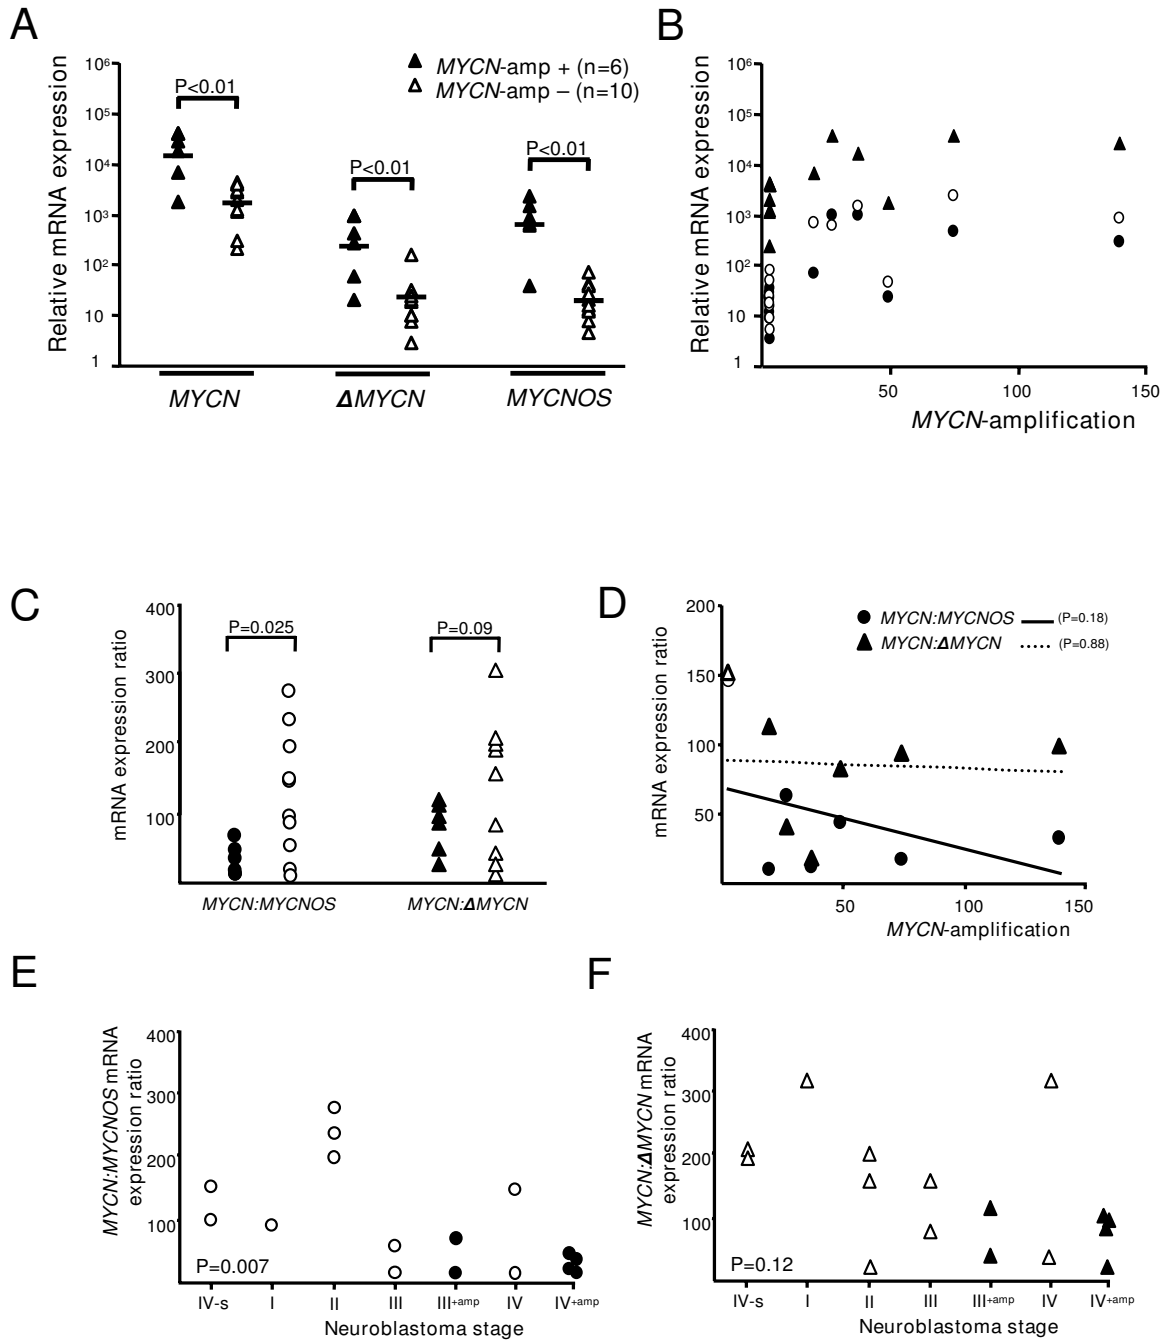 A
Relative mRNA expression
10⁶
10⁵
10⁴
10³
10²
10
1
P<0.01
P<0.01
P<0.01
MYCN-amp + (n=6)
MYCN-amp – (n=10)
MYCN
ΔMYCN
MYCNOS
B
Relative mRNA expression
10⁶
10⁵
10⁴
10³
10²
10
1
50
100
150
MYCN-amplification
C
mRNA expression ratio
400
300
200
100
P=0.025
P=0.09
MYCN:MYCNOS
MYCN:ΔMYCN
D
mRNA expression ratio
200
150
100
50
MYCN:MYCNOS (P=0.18)
MYCN:ΔMYCN (P=0.88)
50
100
150
MYCN-amplification
E
MYCN:MYCNOS mRNA
expression ratio
400
300
200
100
P=0.007
IV-s
I
II
III
III+amp
IV
IV+amp
Neuroblastoma stage
F
MYCN:ΔMYCN mRNA
expression ratio
400
300
200
100
P=0.12
IV-s
I
II
III
III+amp
IV
IV+amp
Neuroblastoma stage